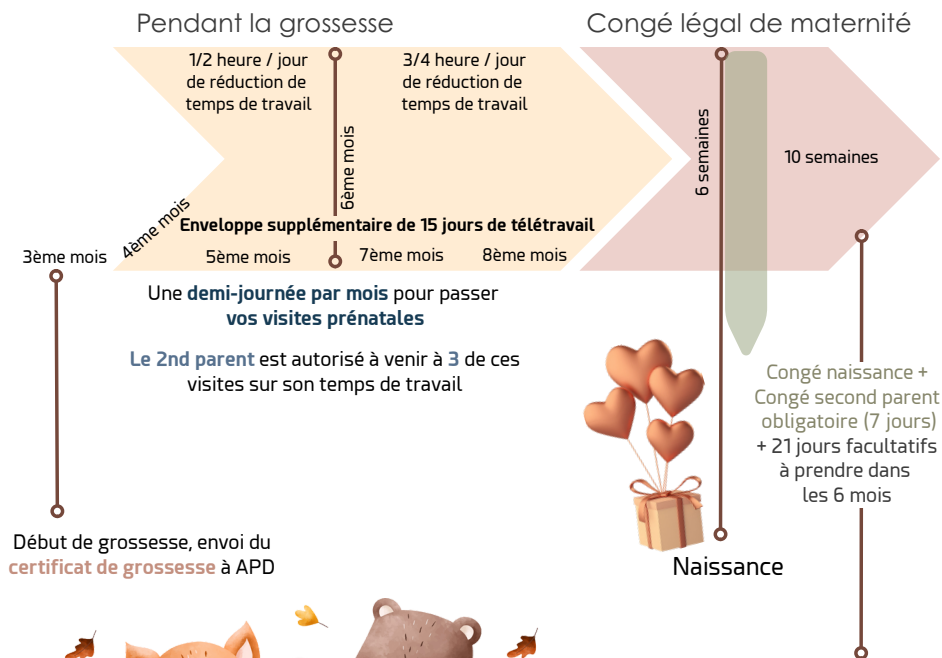 Pendant la grossesse
Congé légal de maternité
1/2 heure / jour
de réduction de
temps de travail
3/4 heure / jour
de réduction de
temps de travail
6ème mois
6 semaines
10 semaines
4ème mois
Enveloppe supplémentaire de 15 jours de télétravail
3ème mois
5ème mois
7ème mois
8ème mois
Une demi-journée par mois pour passer
vos visites prénatales
Le 2nd parent est autorisé à venir à 3 de ces
visites sur son temps de travail
Congé naissance +
Congé second parent
obligatoire (7 jours)
+ 21 jours facultatifs
à prendre dans
les 6 mois
Début de grossesse, envoi du
certificat de grossesse à APD
Naissance